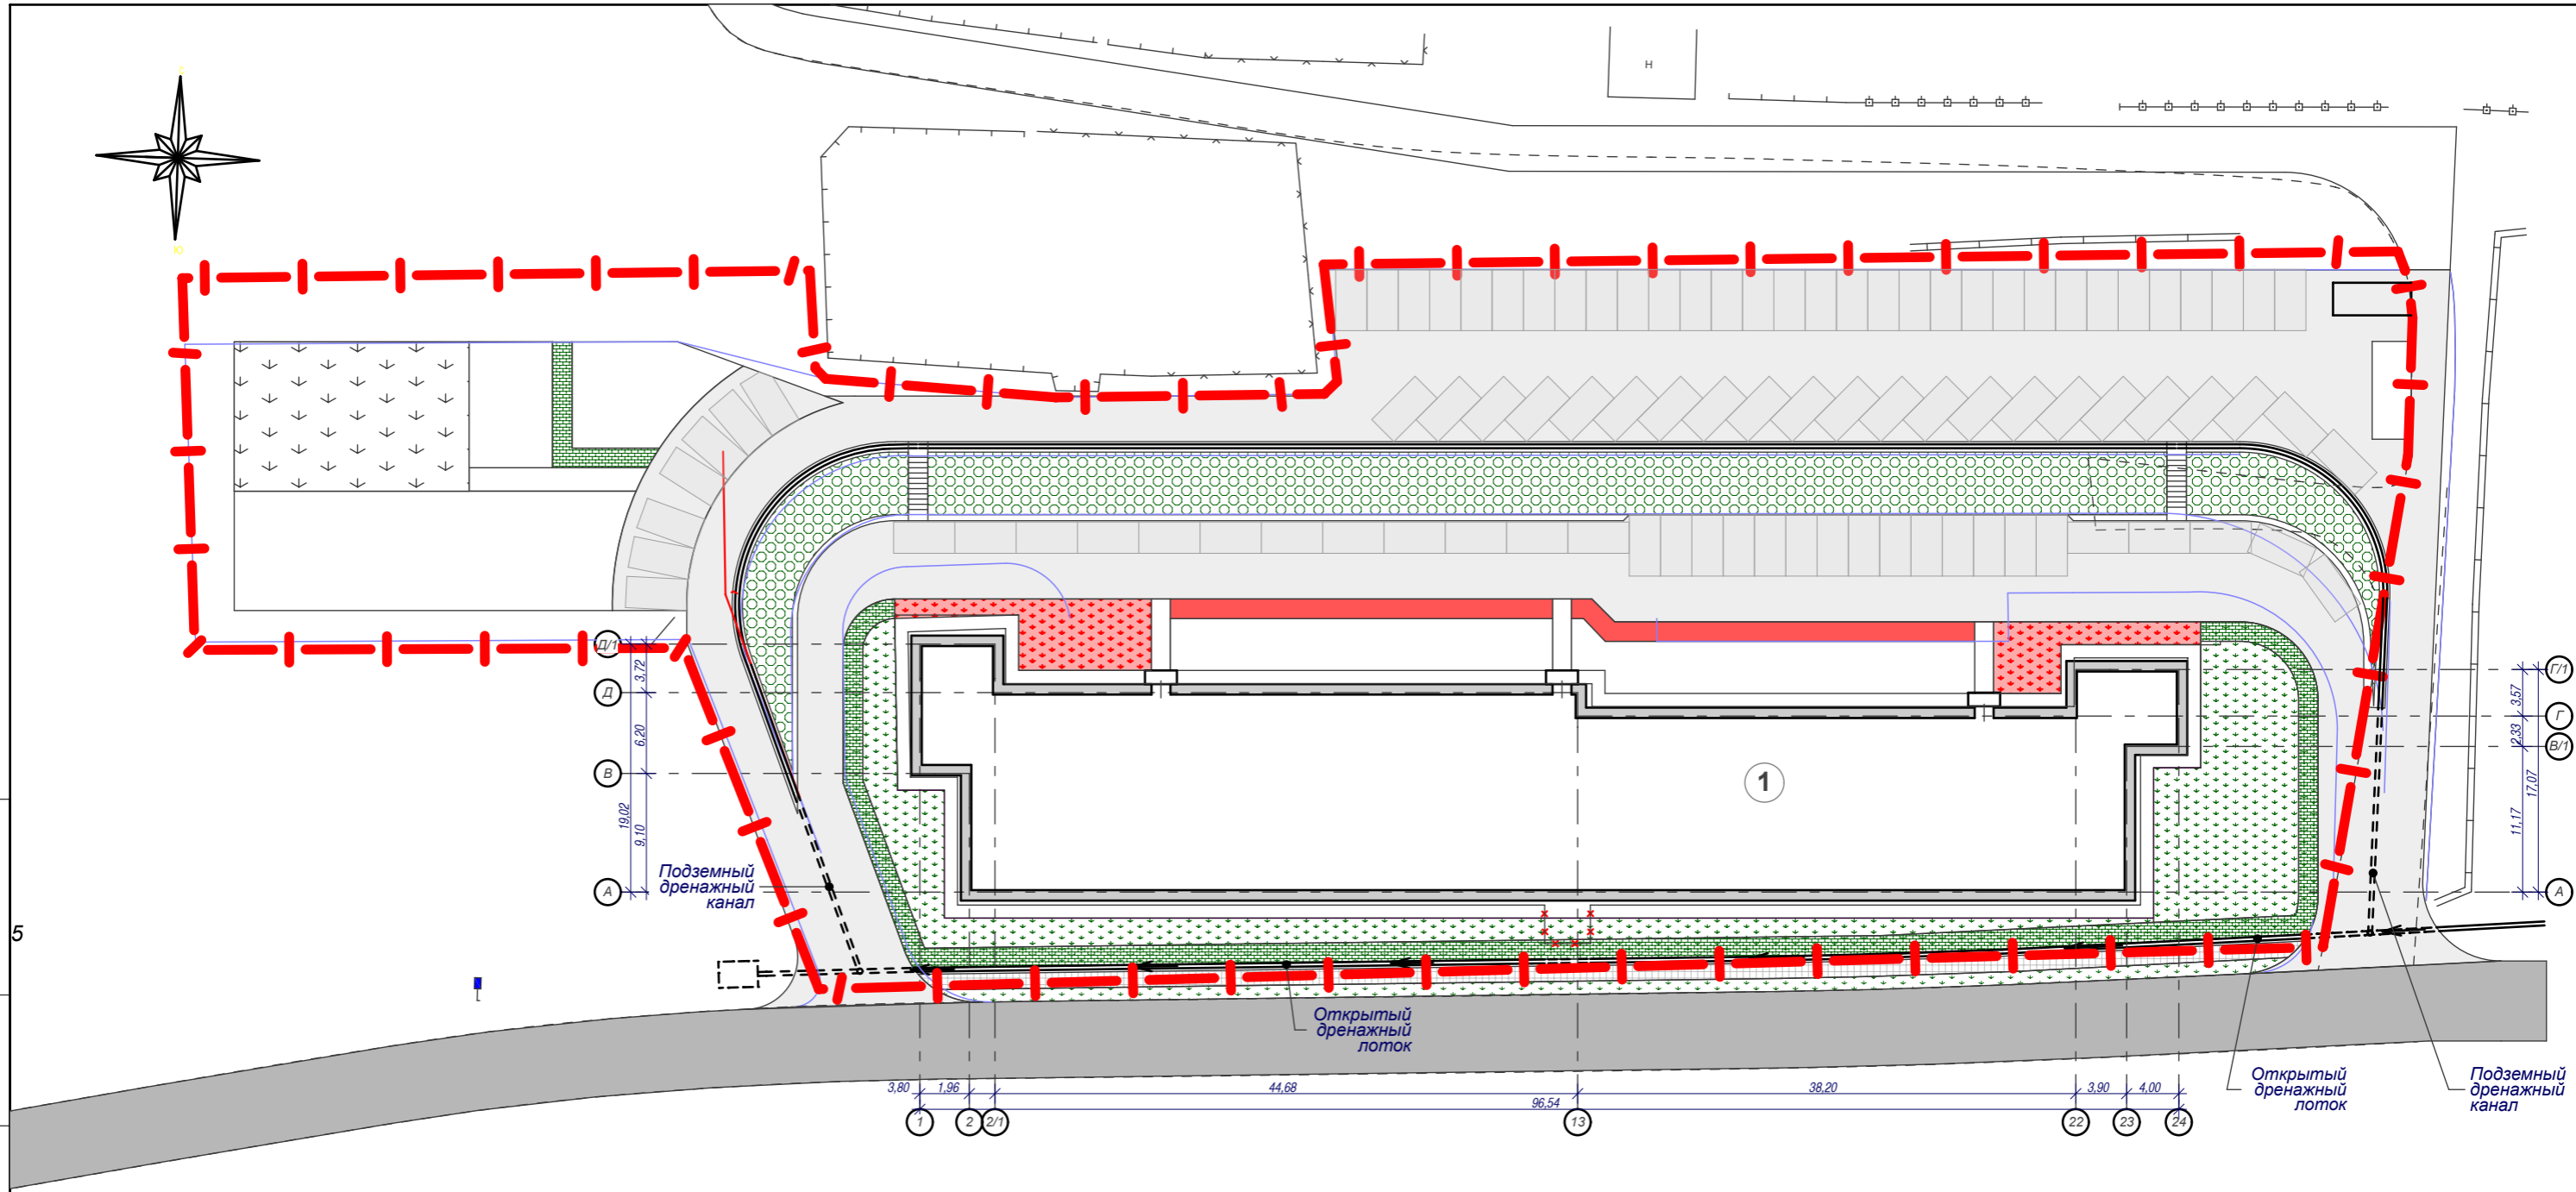 С
Н
Ю
Д/1
3,72
Д
6,20
В
19,02
9,10
А
Подземный
дренажный
канал
1
Г/1
3,57
Г
2,33
В/1
17,07
11,17
А
5
Открытый
дренажный
лоток
Открытый
дренажный
лоток
Подземный
дренажный
канал
3,80
1,96
44,68
38,20
3,90
4,00
96,54
1
2
2/1
13
22
23
24